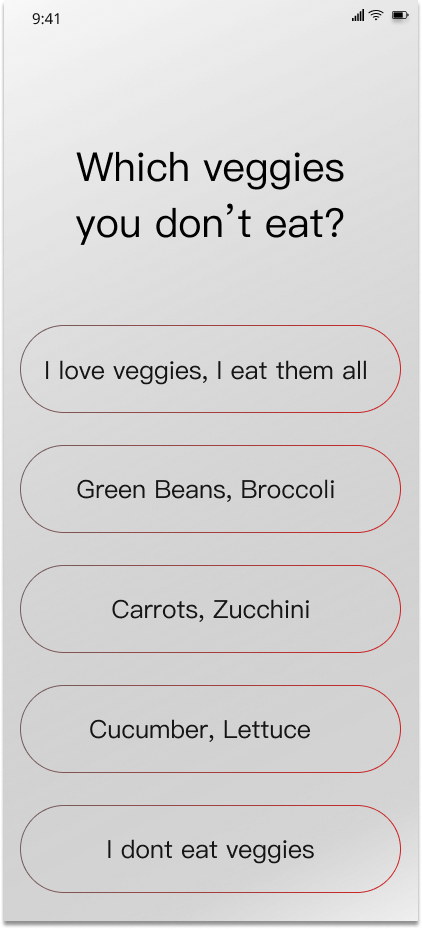 9:41
Which veggies
you don’t eat?
I love veggies, I eat them all
Green Beans, Broccoli
Carrots, Zucchini
Cucumber, Lettuce
I dont eat veggies